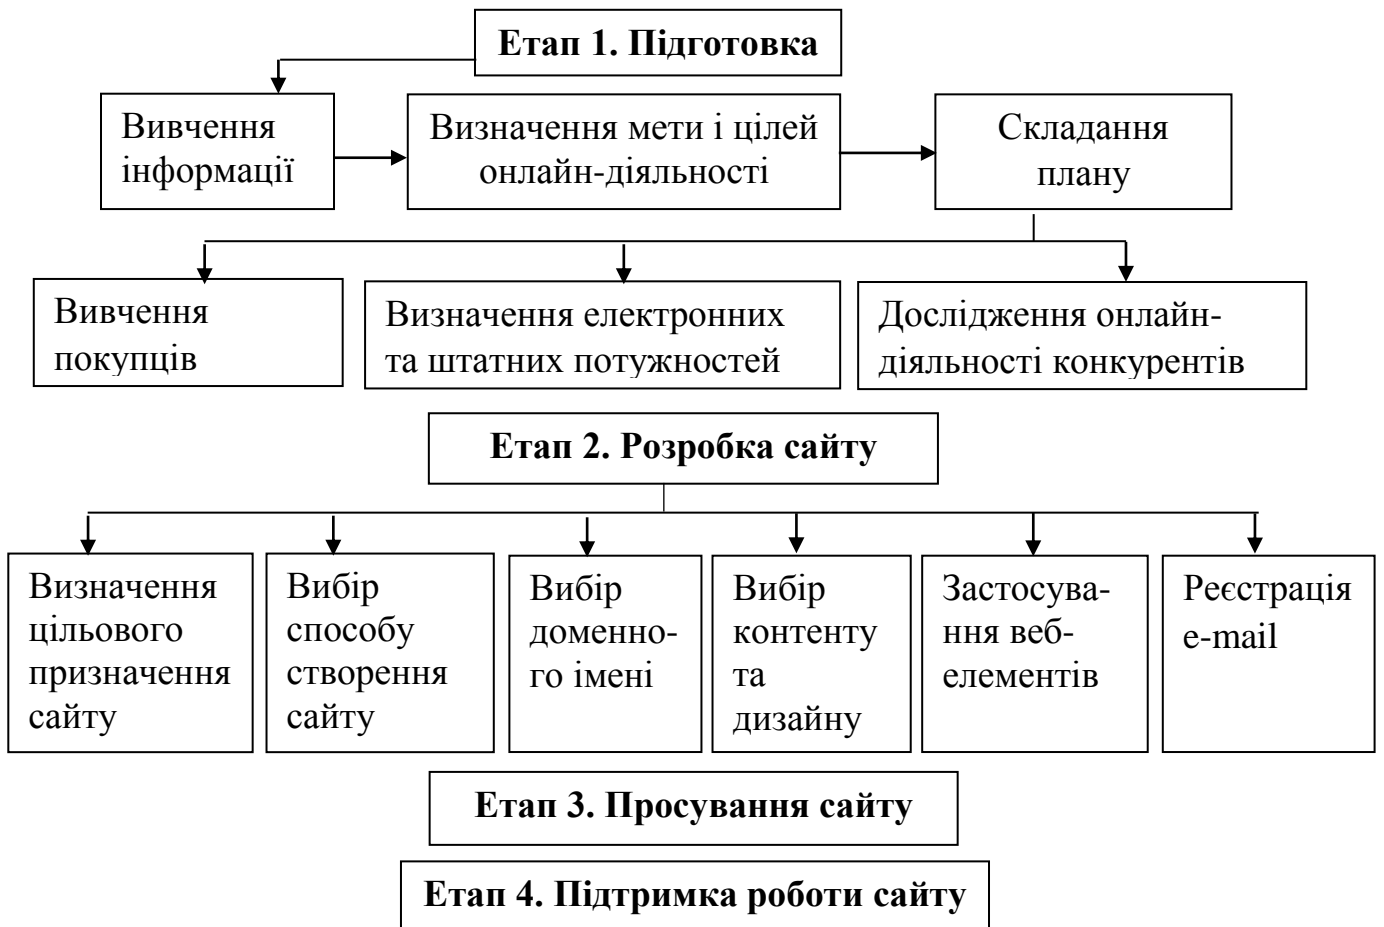 Етап 1. Підготовка
Вивчення
інформації
Визначення мети і цілей
онлайн-діяльності
Складання
плану
Вивчення
покупців
Визначення електронних
та штатних потужностей
Дослідження онлайн-
діяльності конкурентів
Етап 2. Розробка сайту
Визначення
цільового
призначення
сайту
Вибір
способу
створення
сайту
Вибір
доменно-
го імені
Вибір
контенту
та
дизайну
Застосува-
ння веб-
елементів
Реєстрація
e-mail
Етап 3. Просування сайту
Етап 4. Підтримка роботи сайту